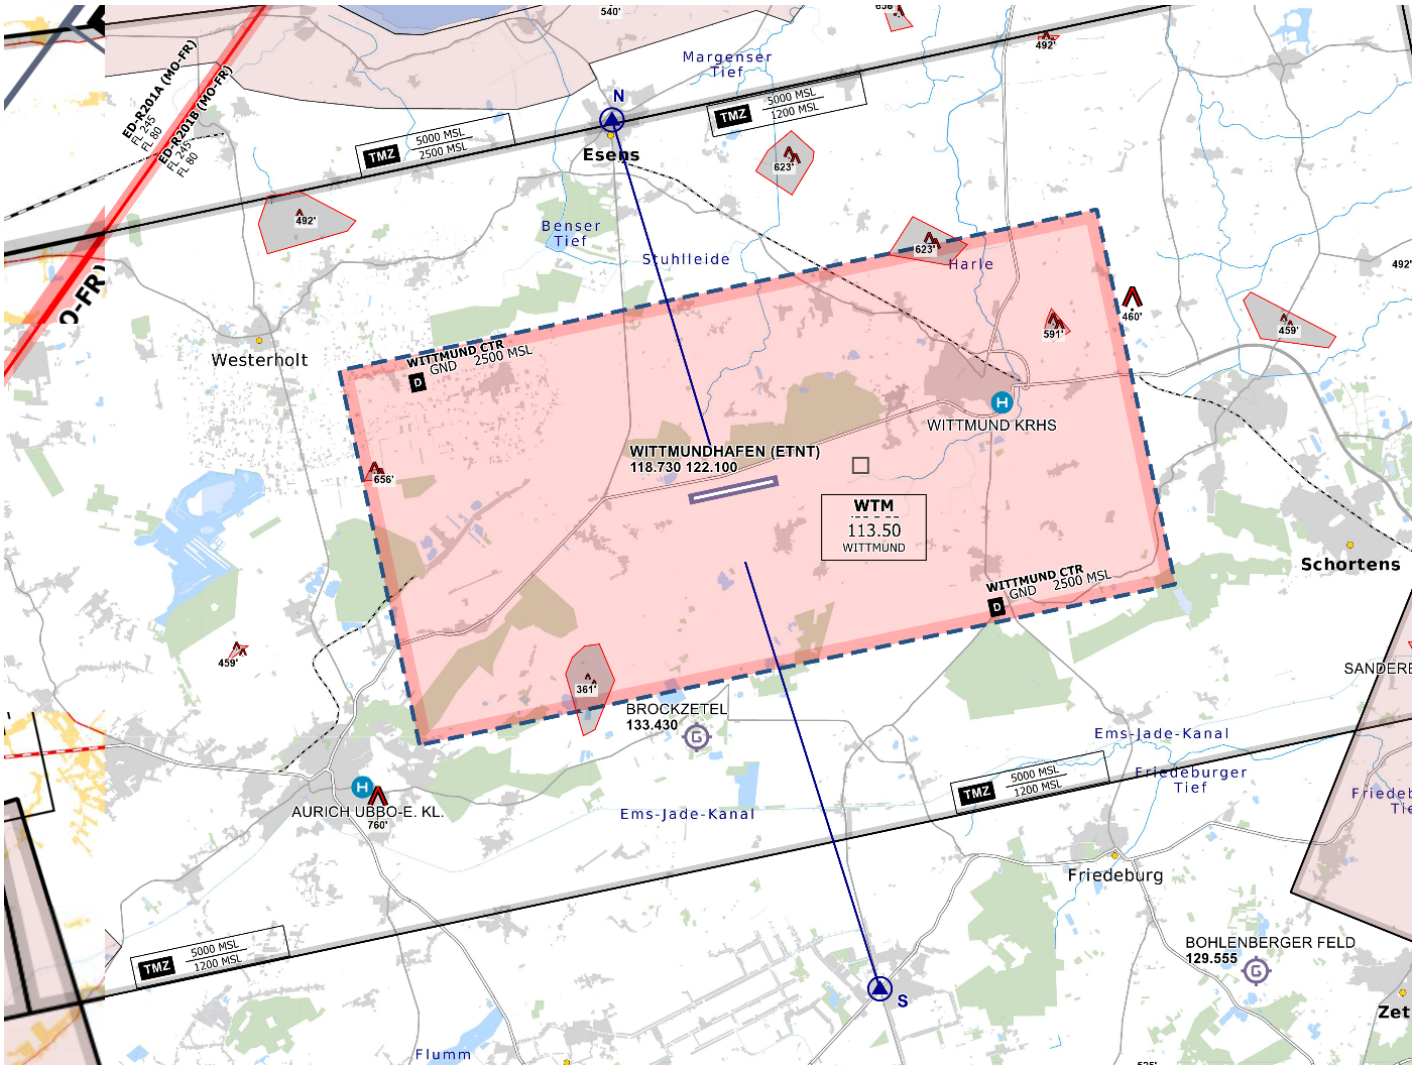 540'
656'
492'
Margenser
Tief
ED-R201A (MO-FR)
FL 245
FL 80
ED-R201B (MO-FR)
FL 245
FL 80
N
5000 MSL
TMZ
1200 MSL
5000 MSL
TMZ
2500 MSL
Esens
623'
492'
Benser
Tief
Stuhlleide
623'
Harle
492'
O-FR)
460'
591'
459'
Westerholt
WITTMUND CTR
D
GND 2500 MSL
H
WITTMUND KRHS
WITTMUNDHAFEN (ETNT)
118.730 122.100
656'
WTM
113.50
WITTMUND
Schortens
WITTMUND CTR
D
GND 2500 MSL
459'
SANDERE
361'
BROCKZETEL
133.430
G
Ems-Jade-Kanal
5000 MSL
TMZ
1200 MSL
Friedeburger
Tief
H
AURICH UBBO-E. KL.
760'
Ems-Jade-Kanal
Friedeb
Tie
Friedeburg
5000 MSL
TMZ
1200 MSL
BOHLENBERGER FELD
129.555
G
S
Zet
Flumm